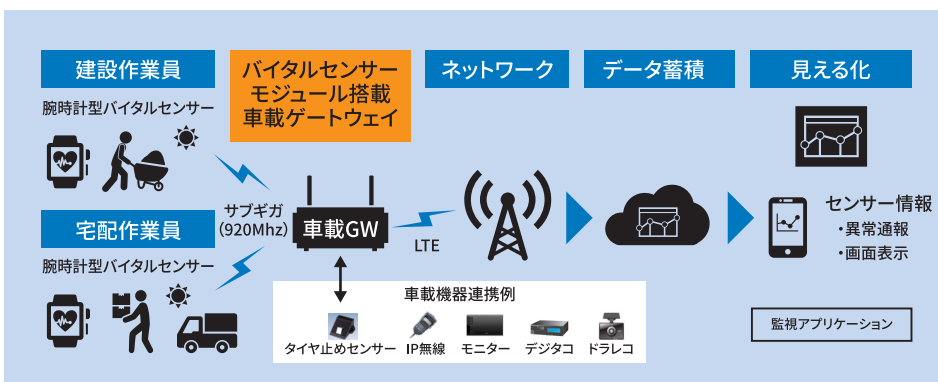 建設作業員
腕時計型バイタルセンサー
宅配作業員
腕時計型バイタルセンサー
バイタルセンサー
モジュール搭載
車載ゲートウェイ
サブギガ
(920Mhz)
車載GW
LTE
車載機器連携例
タイヤ止めセンサー
IP無線
モニター
デジタコ
ドラレコ
ネットワーク
データ蓄積
見える化
センサー情報
・異常通報
・画面表示
監視アプリケーション